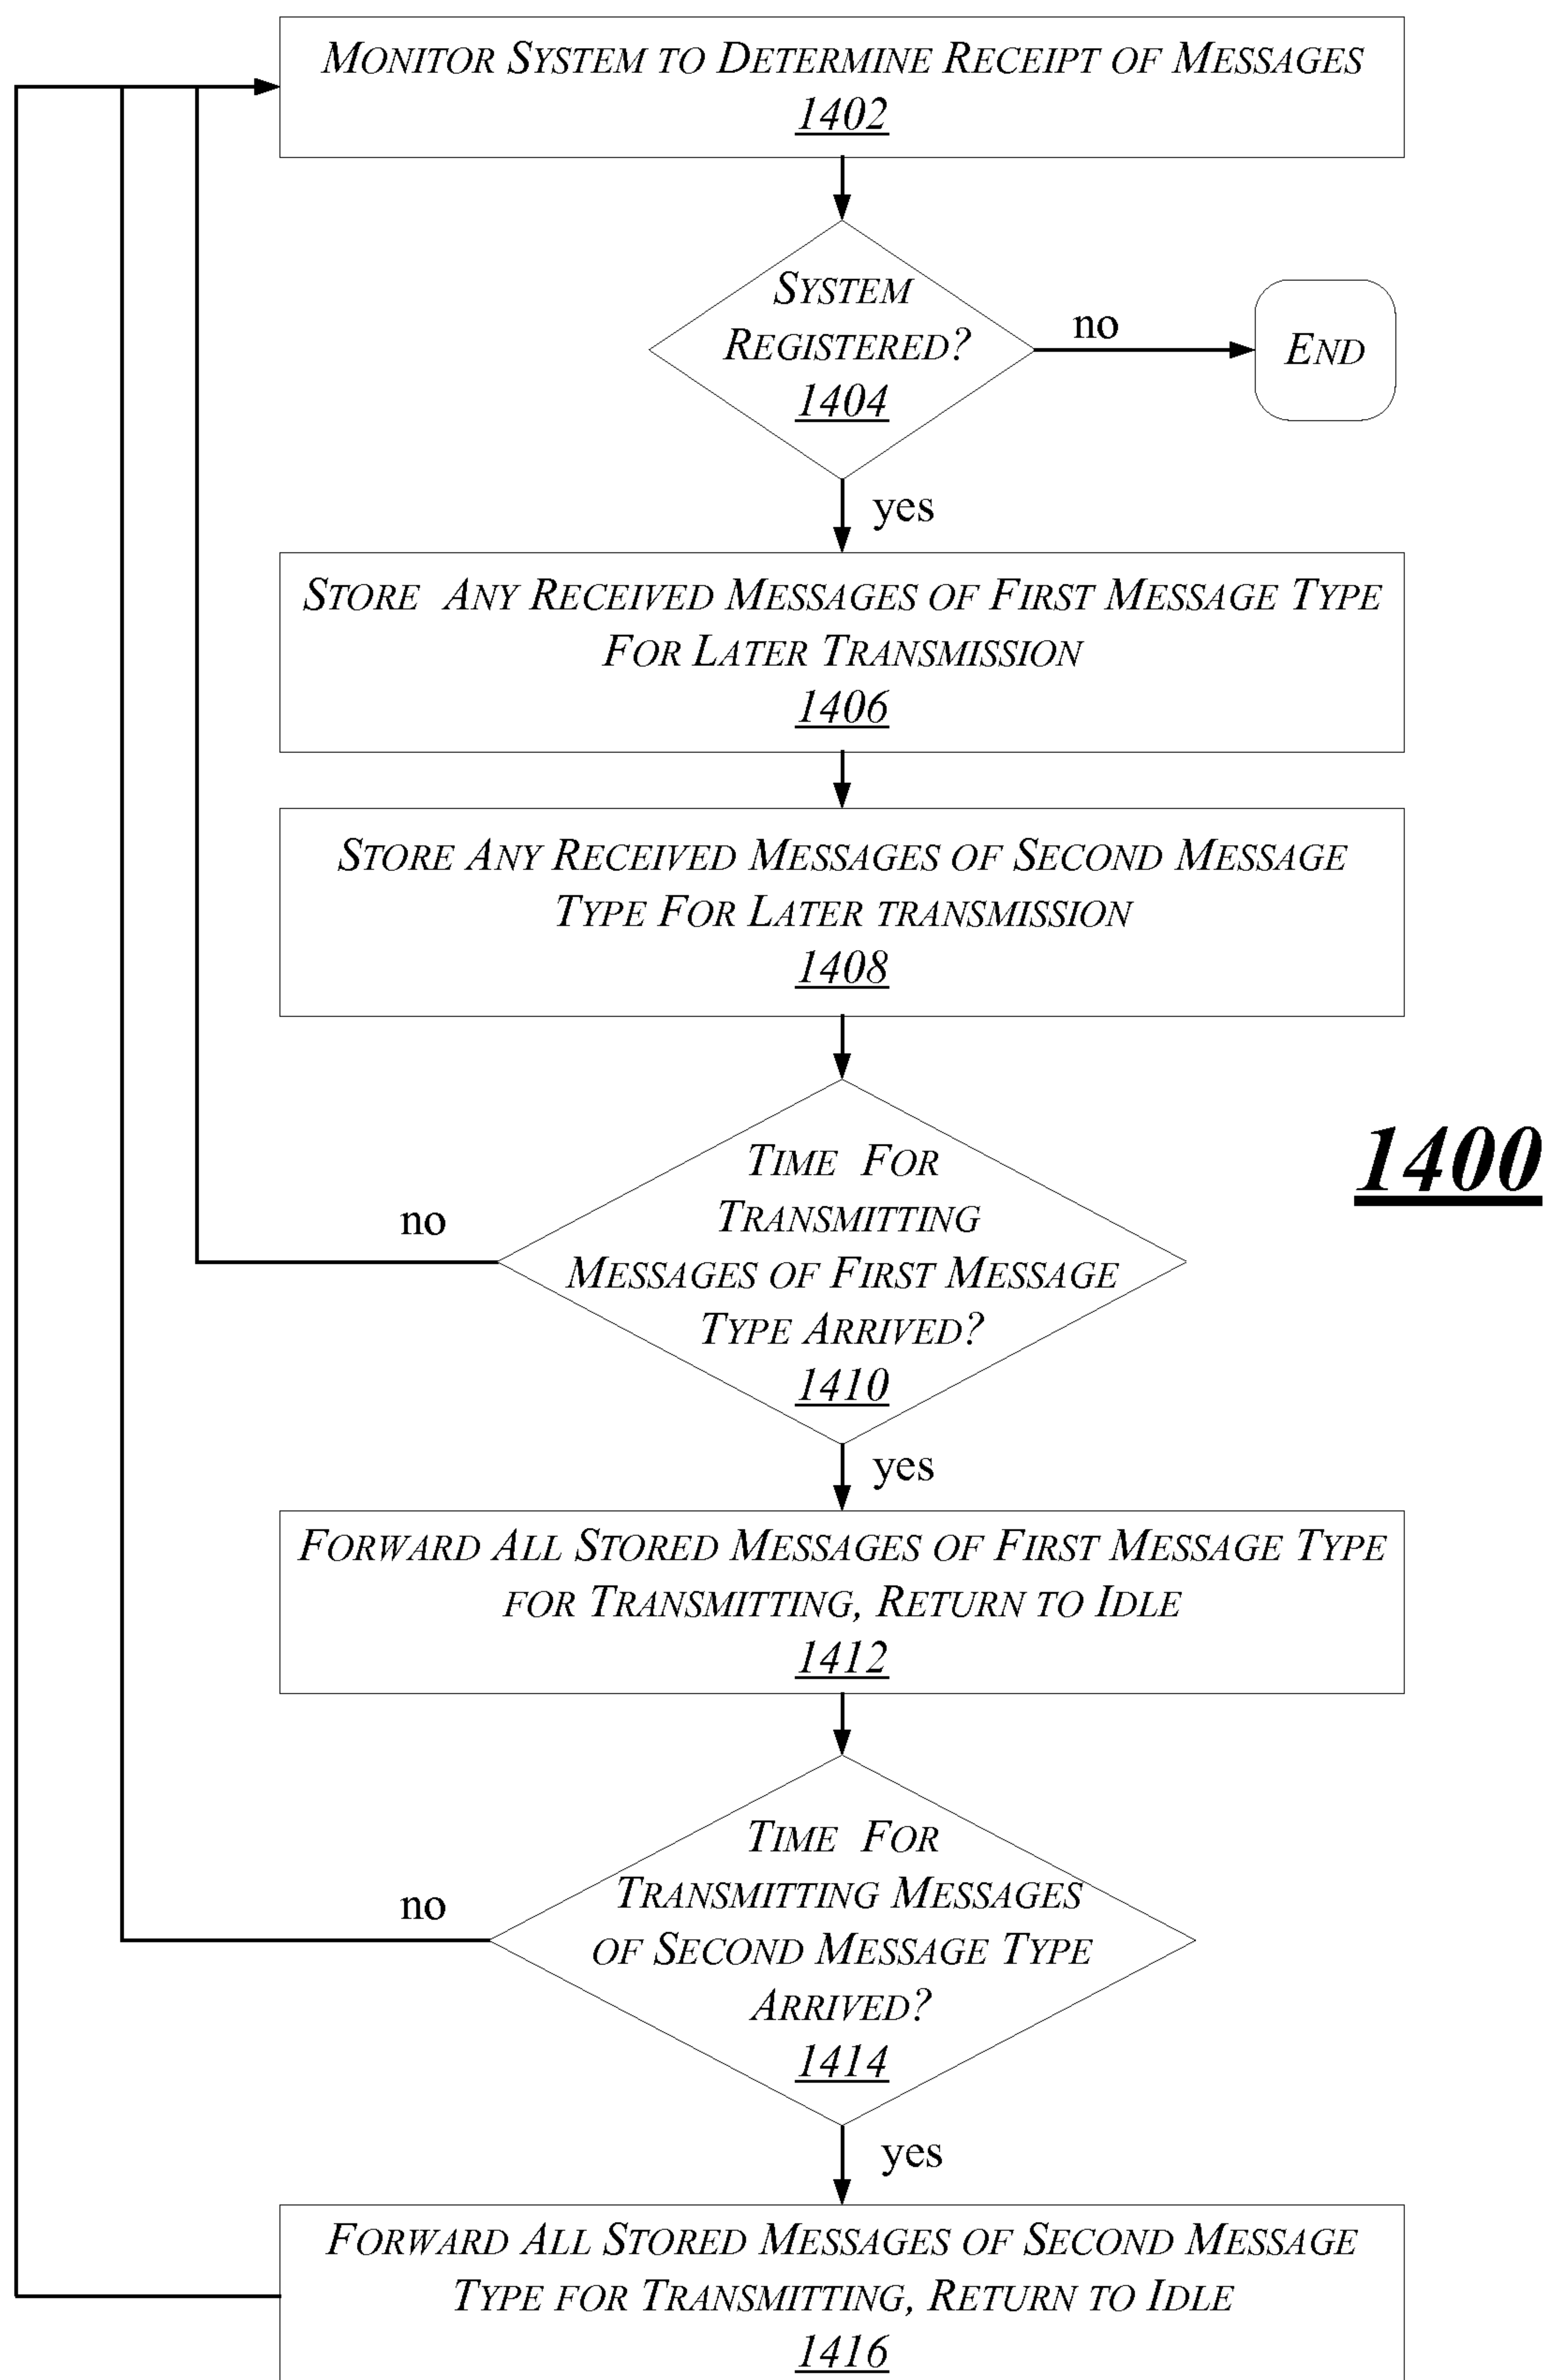 MONITOR SYSTEM TO DETERMINE RECEIPT OF MESSAGES
1402
SYSTEM
REGISTERED?
1404
no
END
yes
STORE ANY RECEIVED MESSAGES OF FIRST MESSAGE TYPE
FOR LATER TRANSMISSION
1406
STORE ANY RECEIVED MESSAGES OF SECOND MESSAGE
TYPE FOR LATER TRANSMISSION
1408
1400
TIME FOR
TRANSMITTING
MESSAGES OF FIRST MESSAGE
TYPE ARRIVED?
1410
no
yes
FORWARD ALL STORED MESSAGES OF FIRST MESSAGE TYPE
FOR TRANSMITTING, RETURN TO IDLE
1412
TIME FOR
TRANSMITTING MESSAGES
OF SECOND MESSAGE TYPE
ARRIVED?
1414
no
yes
FORWARD ALL STORED MESSAGES OF SECOND MESSAGE
TYPE FOR TRANSMITTING, RETURN TO IDLE
1416